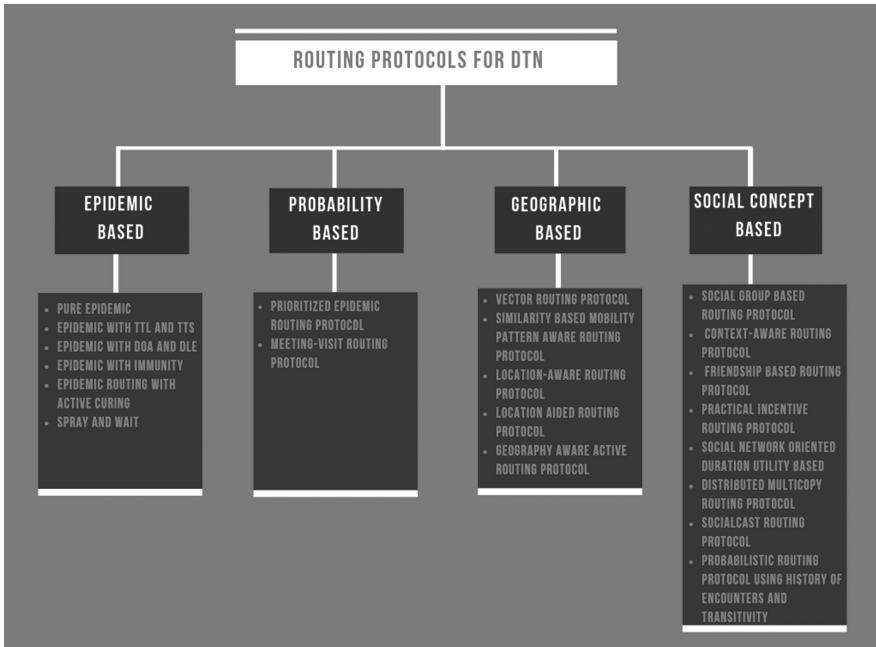 ROUTING PROTOCOLS FOR DTN
EPIDEMIC
BASED
PURE EPIDEMIC
EPIDEMIC WITH TTL AND TTS
EPIDEMIC WITH DOA AND DLE
EPIDEMIC WITH IMMUNITY
EPIDEMIC ROUTING WITH
ACTIVE CURING
SPRAY AND WAIT
PROBABILITY
BASED
PRIORITIZED EPIDEMIC
ROUTING PROTOCOL
MEETING-VISIT ROUTING
PROTOCOL
GEOGRAPHIC
BASED
VECTOR ROUTING PROTOCOL
SIMILARITY BASED MOBILITY
PATTERN AWARE ROUTING
PROTOCOL
LOCATION-AWARE ROUTING
PROTOCOL
LOCATION AIDED ROUTING
PROTOCOL
GEOGRAPHY AWARE ACTIVE
ROUTING PROTOCOL
SOCIAL CONCEPT
BASED
SOCIAL GROUP BASED
ROUTING PROTOCOL
CONTEXT-AWARE ROUTING
PROTOCOL
FRIENDSHIP BASED ROUTING
PROTOCOL
PRACTICAL INCENTIVE
ROUTING PROTOCOL
SOCIAL NETWORK ORIENTED
DURATION UTILITY BASED
DISTRIBUTED MULTICOPY
ROUTING PROTOCOL
SOCIALCAST ROUTING
PROTOCOL
PROBABILISTIC ROUTING
PROTOCOL USING HISTORY OF
ENCOUNTERS AND
TRANSITIVITY